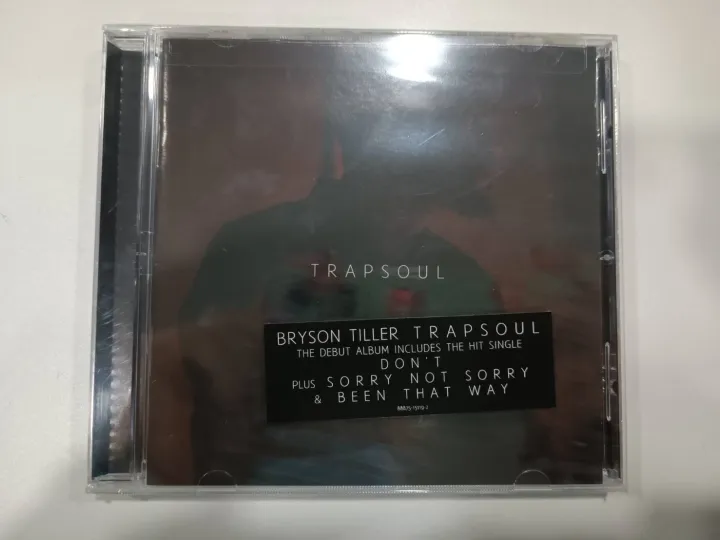 TRAPSOUL
BRYSON TILLER TRAPSOUL
THE DEBUT ALBUM INCLUDES THE HIT SINGLE
DON'T
PLUS SORRY NOT SORRY
& BEEN THAT WAY